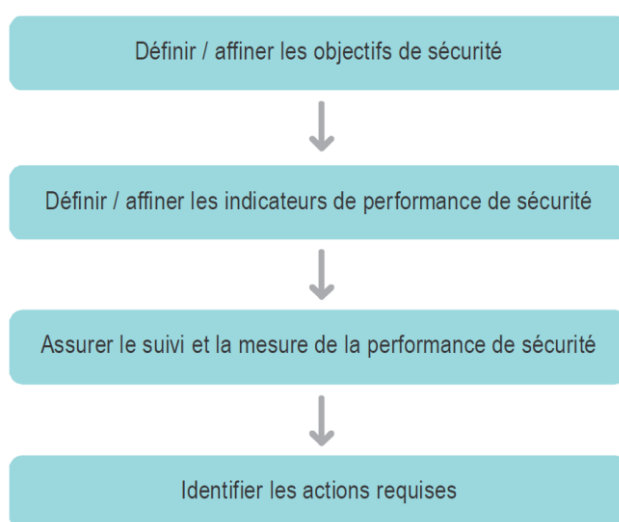 Définir / affiner les objectifs de sécurité
Définir / affiner les indicateurs de performance de sécurité
Assurer le suivi et la mesure de la performance de sécurité
Identifier les actions requises